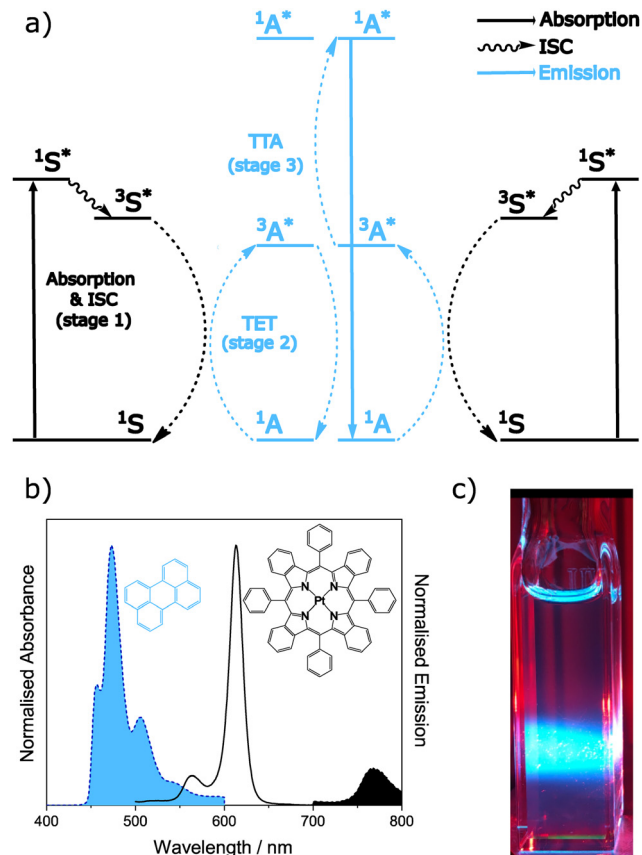 a)
¹A*
¹A*
Absorption
ISC
Emission
TTA
(stage 3)
¹S*
³S*
³A*
³A*
³S*
¹S*
Absorption
& ISC
(stage 1)
TET
(stage 2)
¹S
¹A
¹A
¹S
b)
c)
Normalised Absorbance
Normalised Emission
N
N
Pt
N
N
400
500
600
700
800
Wavelength / nm